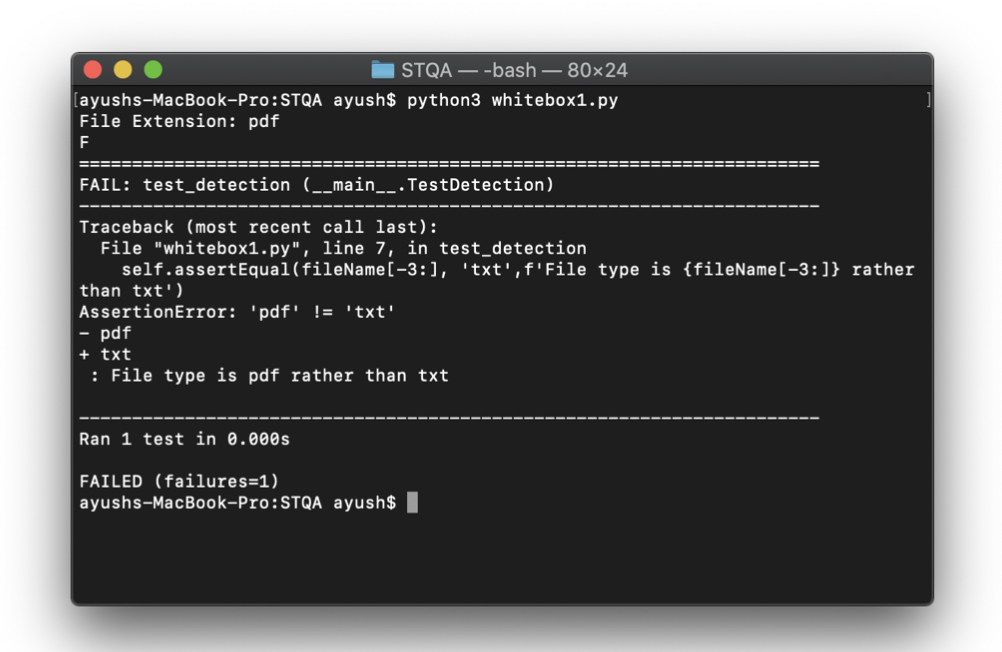 STQA — -bash — 80×24
[ayushs-MacBook-Pro:STQA ayush$ python3 whitebox1.py ]
File Extension: pdf
F
======================================================================
FAIL: test_detection (__main__.TestDetection)
----------------------------------------------------------------------
Traceback (most recent call last):
  File "whitebox1.py", line 7, in test_detection
    self.assertEqual(fileName[-3:], 'txt',f'File type is {fileName[-3:]} rather
than txt')
AssertionError: 'pdf' != 'txt'
- pdf
+ txt
 : File type is pdf rather than txt

----------------------------------------------------------------------
Ran 1 test in 0.000s

FAILED (failures=1)
ayushs-MacBook-Pro:STQA ayush$